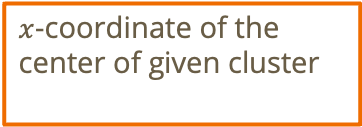 𝑥-coordinate of the
center of given cluster